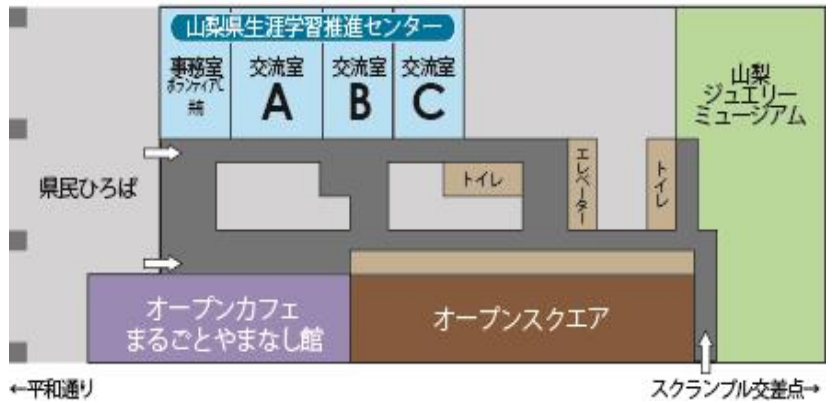 山梨県生涯学習推進センター
事務室
ボランティアC
共有
交流室
A
交流室
B
交流室
C
山梨
ジュエリー
ミュージアム
県民ひろば
トイレ
エレベーター
トイレ
オープンカフェ
まるごとやまなし館
オープンスクエア
←平和通り
スクランブル交差点→